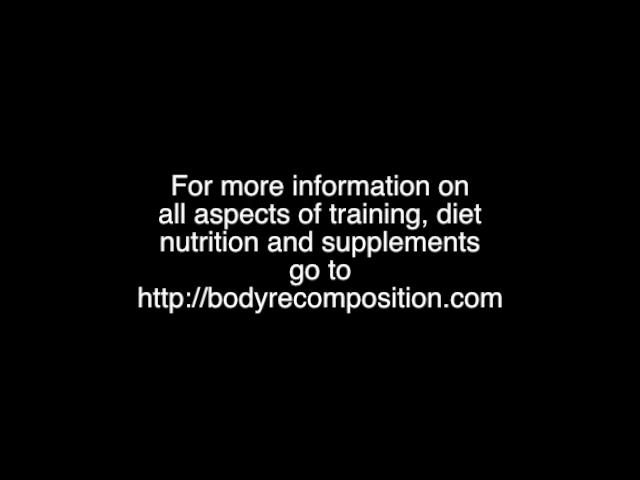 For more information on
all aspects of training, diet
nutrition and supplements
go to
http://bodyrecomposition.com